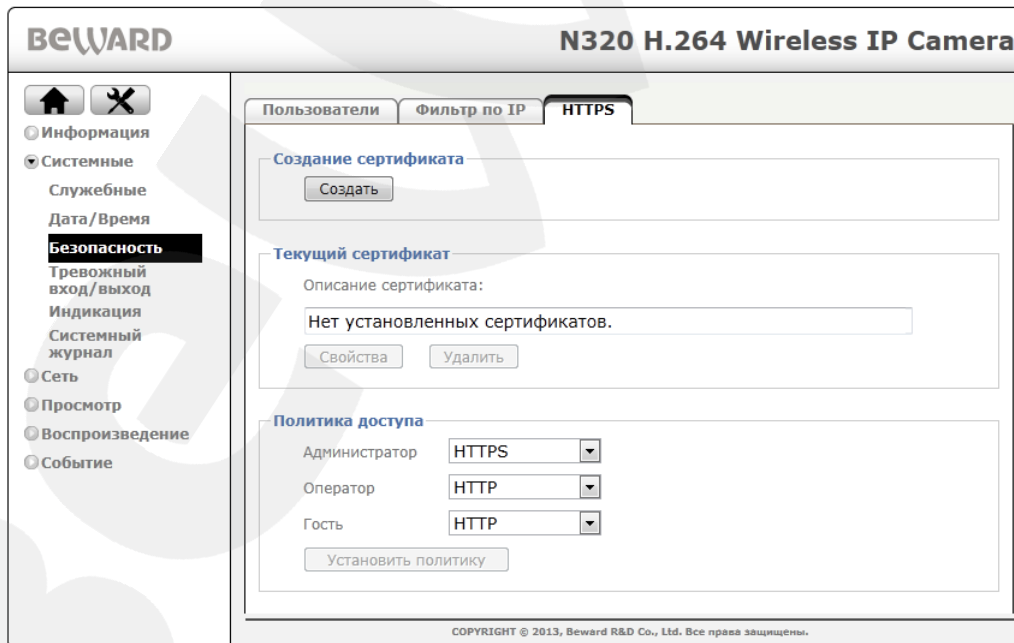 BEWARD
N320 H.264 Wireless IP Camera
Информация
Системные
Служебные
Дата/Время
Безопасность
Тревожный
вход/выход
Индикация
Системный
журнал
Сеть
Просмотр
Воспроизведение
Событие
Пользователи Фильтр по IP HTTPS
Создание сертификата
Создать
Текущий сертификат
Описание сертификата:
Нет установленных сертификатов.
Свойства Удалить
Политика доступа
Администратор HTTPS
Оператор HTTP
Гость HTTP
Установить политику
COPYRIGHT © 2013, Beward R&D Co., Ltd. Все права защищены.